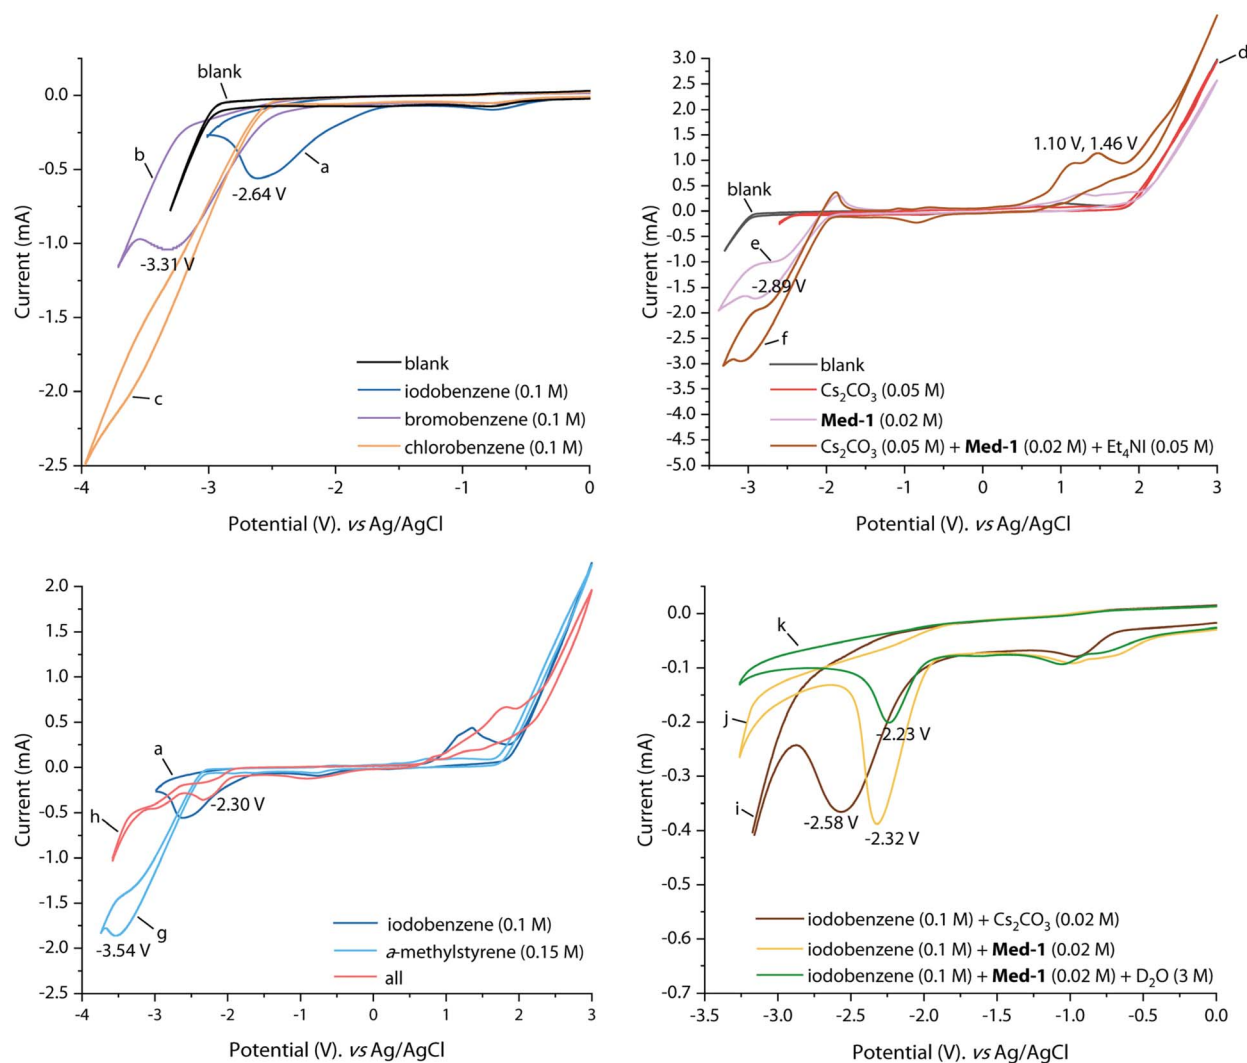 0.0
-0.5
-1.0
-1.5
-2.0
-2.5
Current (mA)
-4
-3
-2
-1
0
Potential (V). vs Ag/AgCl
blank
b
a
-2.64 V
-3.31 V
c
blank
iodobenzene (0.1 M)
bromobenzene (0.1 M)
chlorobenzene (0.1 M)
3.0
2.5
2.0
1.5
1.0
0.5
0.0
-0.5
-1.0
-1.5
-2.0
-2.5
-3.0
-3.5
-4.0
-4.5
-5.0
Current (mA)
-3
-2
-1
0
1
2
3
Potential (V). vs Ag/AgCl
d
1.10 V, 1.46 V
blank
e
-2.89 V
f
blank
Cs₂CO₃ (0.05 M)
Med-1 (0.02 M)
Cs₂CO₃ (0.05 M) + Med-1 (0.02 M) + Et₄NI (0.05 M)
2.0
1.5
1.0
0.5
0.0
-0.5
-1.0
-1.5
-2.0
-2.5
Current (mA)
-4
-3
-2
-1
0
1
2
3
Potential (V). vs Ag/AgCl
a
h
-2.30 V
g
-3.54 V
iodobenzene (0.1 M)
a-methylstyrene (0.15 M)
all
0.0
-0.1
-0.2
-0.3
-0.4
-0.5
-0.6
-0.7
Current (mA)
-3.5
-3.0
-2.5
-2.0
-1.5
-1.0
-0.5
0.0
Potential (V). vs Ag/AgCl
k
j
i
-2.23 V
-2.58 V
-2.32 V
iodobenzene (0.1 M) + Cs₂CO₃ (0.02 M)
iodobenzene (0.1 M) + Med-1 (0.02 M)
iodobenzene (0.1 M) + Med-1 (0.02 M) + D₂O (3 M)